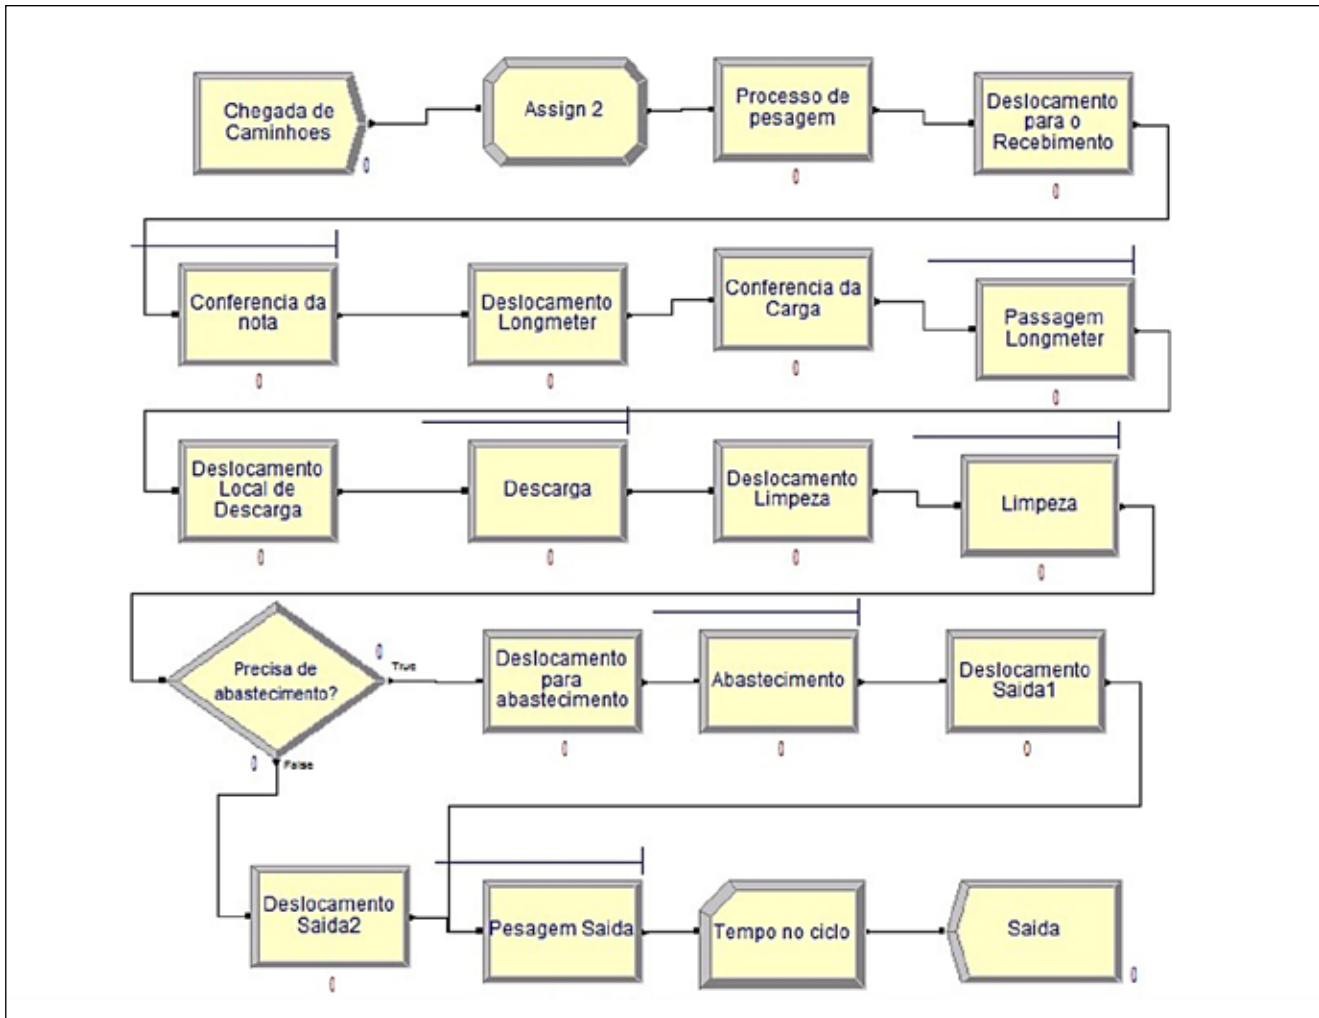 Chegada de
Caminhoes
0
Assign 2
Processo de
pesagem
0
Deslocamento
para o
Recebimento
0
Conferencia da
nota
0
Deslocamento
Longmeter
0
Conferencia da
Carga
0
Passagem
Longmeter
0
Deslocamento
Local de
Descarga
0
Descarga
0
Deslocamento
Limpeza
0
Limpeza
0
Precisa de
abastecimento?
0
True
0
False
Deslocamento
para
abastecimento
0
Abastecimento
0
Deslocamento
Saida1
0
Deslocamento
Saida2
0
Pesagem Saida
Tempo no ciclo
Saida
0